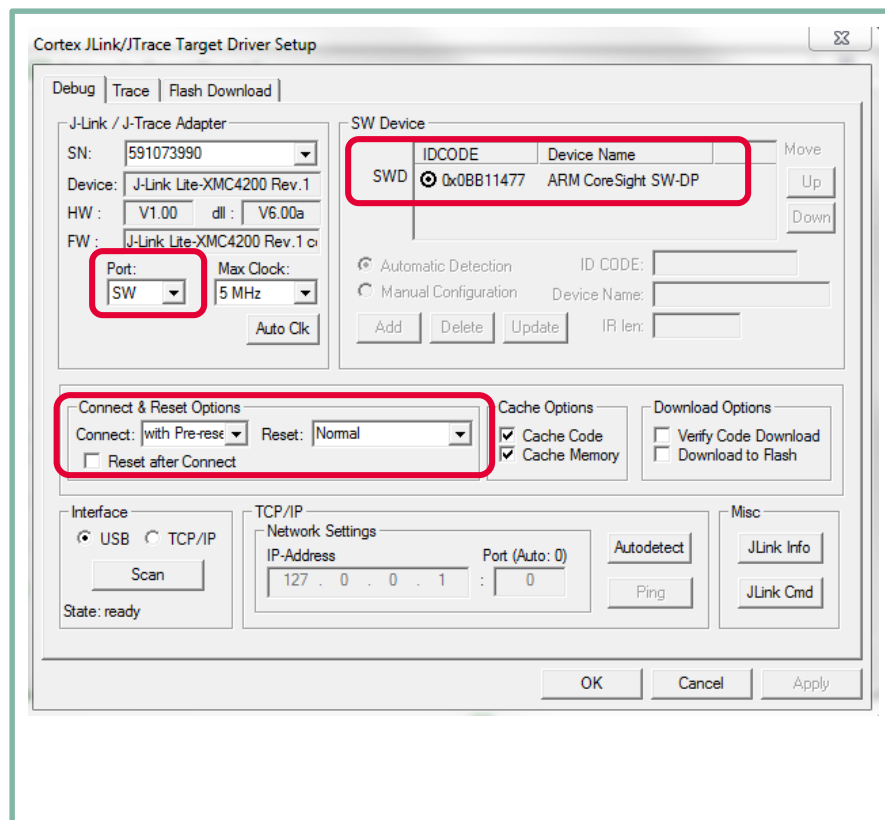 Cortex JLink/JTrace Target Driver Setup
Debug Trace Flash Download
J-Link / J-Trace Adapter
SN: 591073990
Device: J-Link Lite-XMC4200 Rev.1
HW : V1.00 dll : V6.00a
FW : J-Link Lite-XMC4200 Rev.1 co
Port: Max Clock:
SW 5 MHz
Auto Clk
SW Device
IDCODE Device Name Move
SWD 0x0BB11477 ARM CoreSight SW-DP Up
Down
Automatic Detection ID CODE:
Manual Configuration Device Name:
Add Delete Update IR len:
Connect & Reset Options
Connect: with Pre-rese Reset: Normal
Reset after Connect
Cache Options
Cache Code
Cache Memory
Download Options
Verify Code Download
Download to Flash
Interface
USB TCP/IP
Scan
State: ready
TCP/IP
Network Settings
IP-Address Port (Auto: 0)
127 . 0 . 0 . 1 : 0
Autodetect
Ping
Misc
JLink Info
JLink Cmd
OK Cancel Apply